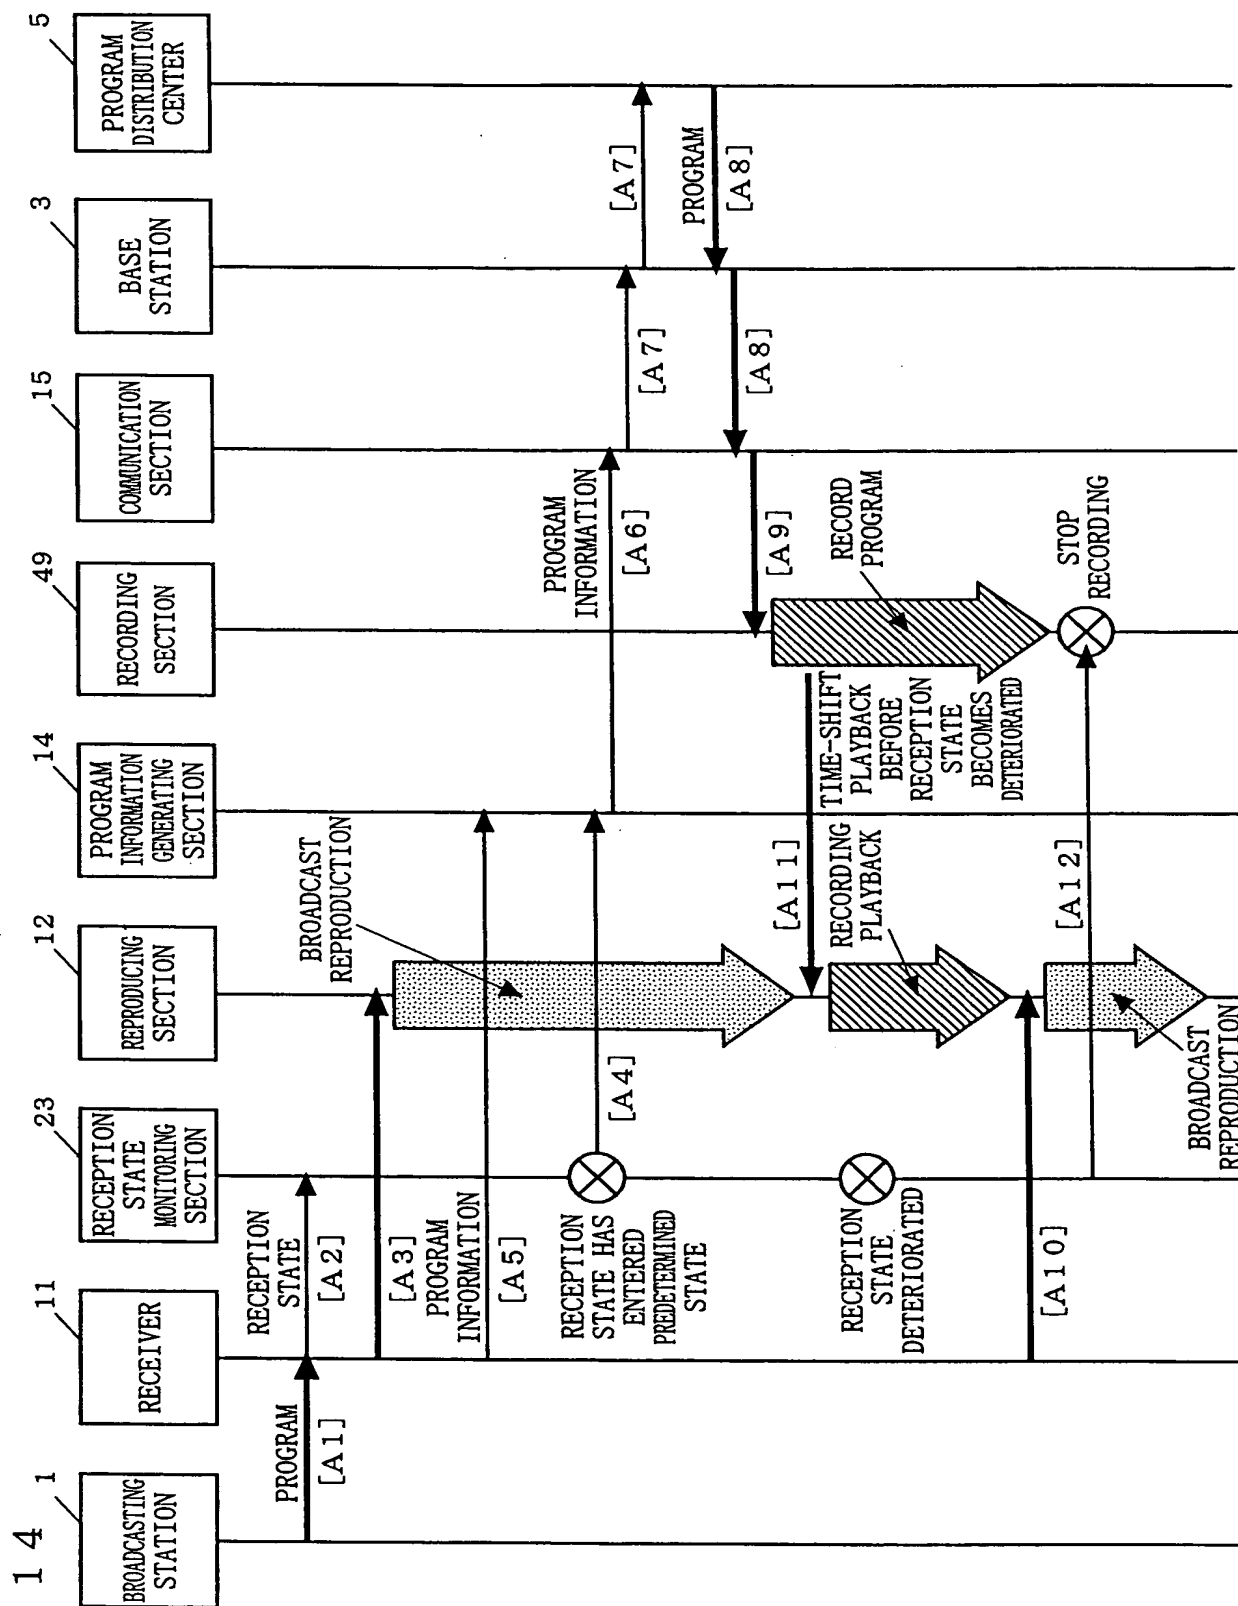 14
1
BROADCASTING
STATION
11
RECEIVER
23
RECEPTION
STATE
MONITORING
SECTION
12
REPRODUCING
SECTION
14
PROGRAM
INFORMATION
GENERATING
SECTION
49
RECORDING
SECTION
15
COMMUNICATION
SECTION
3
BASE
STATION
5
PROGRAM
DISTRIBUTION
CENTER
PROGRAM
[A1]
RECEPTION
STATE
[A2]
[A3]
PROGRAM
INFORMATION
[A5]
BROADCAST
REPRODUCTION
RECEPTION
STATE HAS
ENTERED
PREDETERMINED
STATE
[A4]
PROGRAM
INFORMATION
[A6]
[A7]
[A7]
PROGRAM
[A8]
[A8]
[A9]
RECORD
PROGRAM
[A11]
TIME-SHIFT
PLAYBACK
BEFORE
RECEPTION
STATE
BECOMES
DETERIORATED
RECORDING
PLAYBACK
RECEPTION
STATE
DETERIORATED
[A10]
[A12]
STOP
RECORDING
BROADCAST
REPRODUCTION